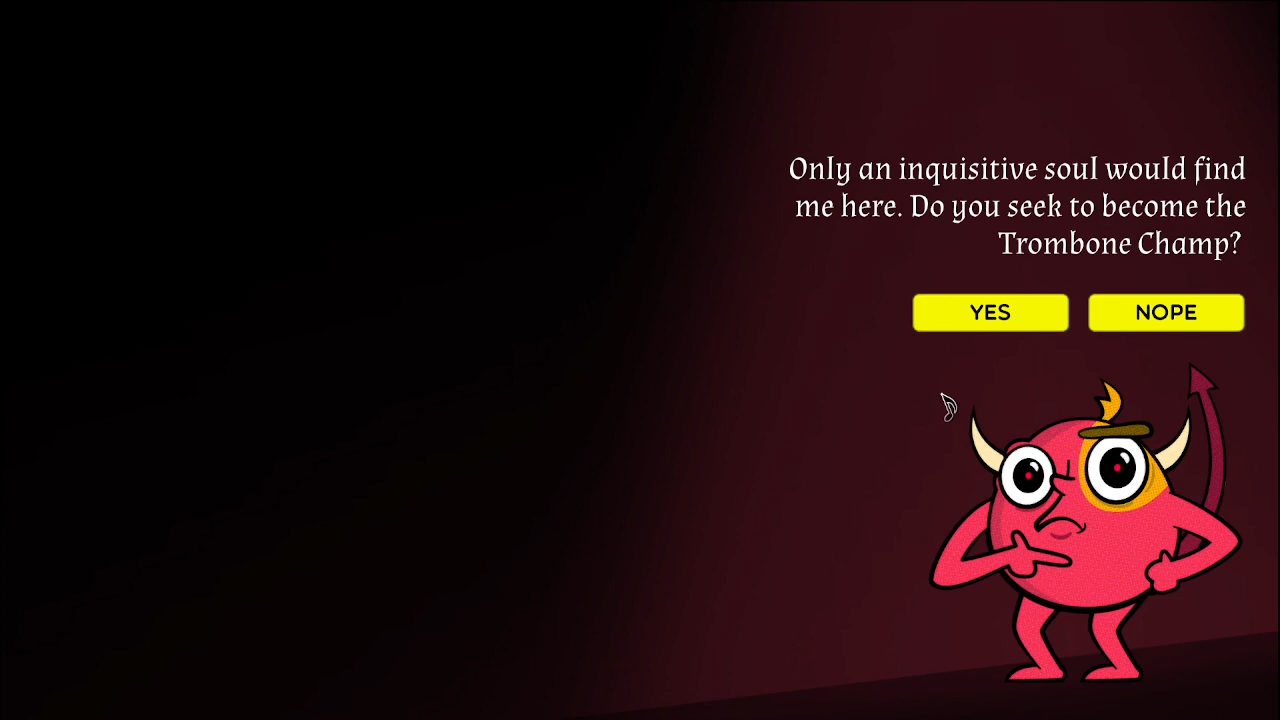 Only an inquisitive soul would find
me here. Do you seek to become the
Trombone Champ?
YES
NOPE